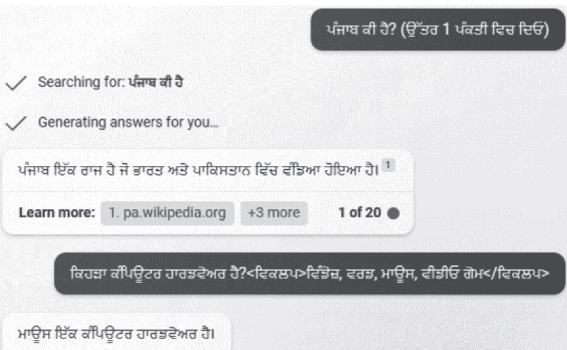 ਪੰਜਾਬ ਕੀ ਹੈ? (ਉੱਤਰ 1 ਪੰਕਤੀ ਵਿਚ ਦਿਓ)
Searching for: ਪੰਜਾਬ ਕੀ ਹੈ
Generating answers for you...
ਪੰਜਾਬ ਇੱਕ ਰਾਜ ਹੈ ਜੋ ਭਾਰਤ ਅਤੇ ਪਾਕਿਸਤਾਨ ਵਿੱਚ ਵੰਡਿਆ ਹੋਇਆ ਹੈ। 1
Learn more: 1. pa.wikipedia.org +3 more 1 of 20
ਕਿਹੜਾ ਕੰਪਿਊਟਰ ਹਾਰਡਵੇਅਰ ਹੈ?<ਵਿਕਲਪ>ਵਿੰਡੋਜ਼, ਵਰਡ, ਮਾਊਸ, ਵੀਡੀਓ ਗੇਮ</ਵਿਕਲਪ>
ਮਾਊਸ ਇੱਕ ਕੰਪਿਊਟਰ ਹਾਰਡਵੇਅਰ ਹੈ।